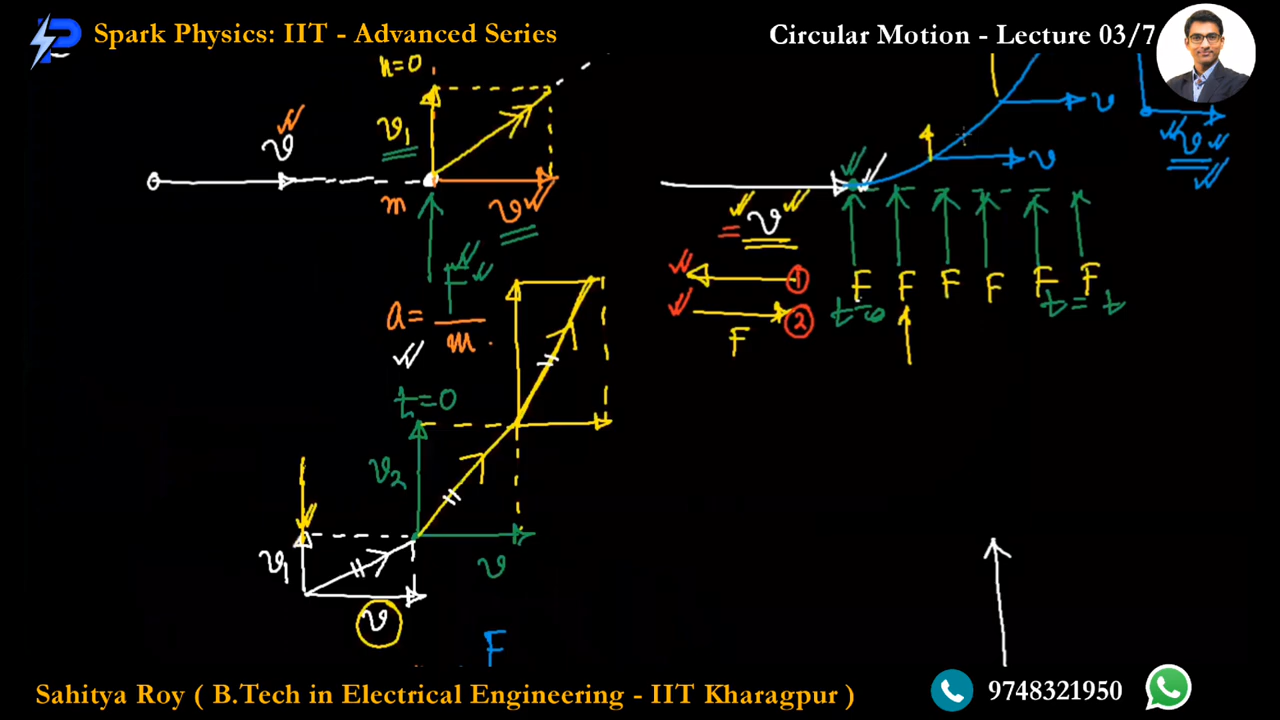 Spark Physics: IIT - Advanced Series
Circular Motion - Lecture 03/7
n=0
v₁
v
m
v
F
a = F/m
t=0
v₂
v
v₁
v
F
v
v
v
= v
①
②
F
F F F F F F
t=0
t = t
Sahitya Roy ( B.Tech in Electrical Engineering - IIT Kharagpur )
9748321950